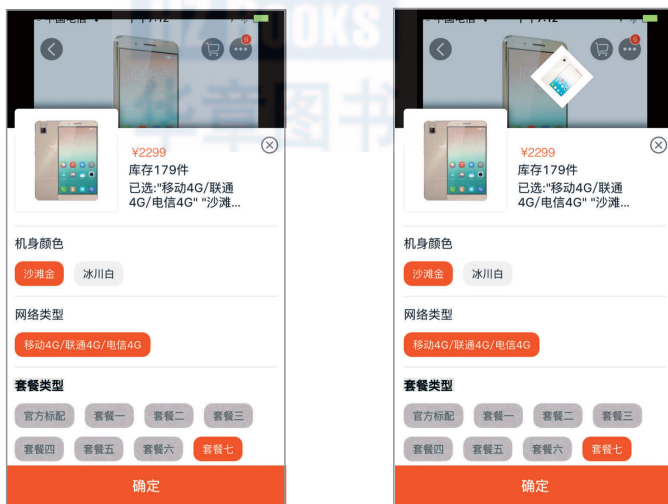 HZ BOOKS
华章图书
6
¥2299
库存179件
已选:"移动4G/联通
4G/电信4G" "沙滩...
机身颜色
沙滩金 冰川白
网络类型
移动4G/联通4G/电信4G
套餐类型
官方标配 套餐一 套餐二 套餐三
套餐四 套餐五 套餐六 套餐七
确定
6
¥2299
库存179件
已选:"移动4G/联通
4G/电信4G" "沙滩...
机身颜色
沙滩金 冰川白
网络类型
移动4G/联通4G/电信4G
套餐类型
官方标配 套餐一 套餐二 套餐三
套餐四 套餐五 套餐六 套餐七
确定